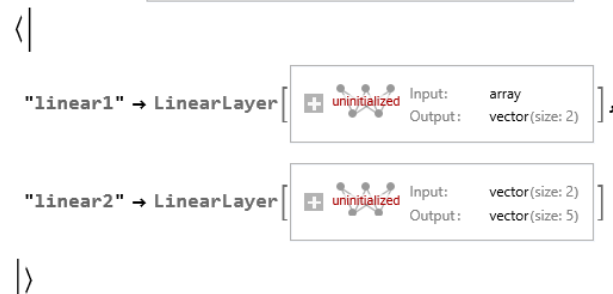 <|
"linear1" → LinearLayer[ + uninitialized Input: array
Output: vector (size: 2) ],
"linear2" → LinearLayer[ + uninitialized Input: vector (size: 2)
Output: vector (size: 5) ]
|>